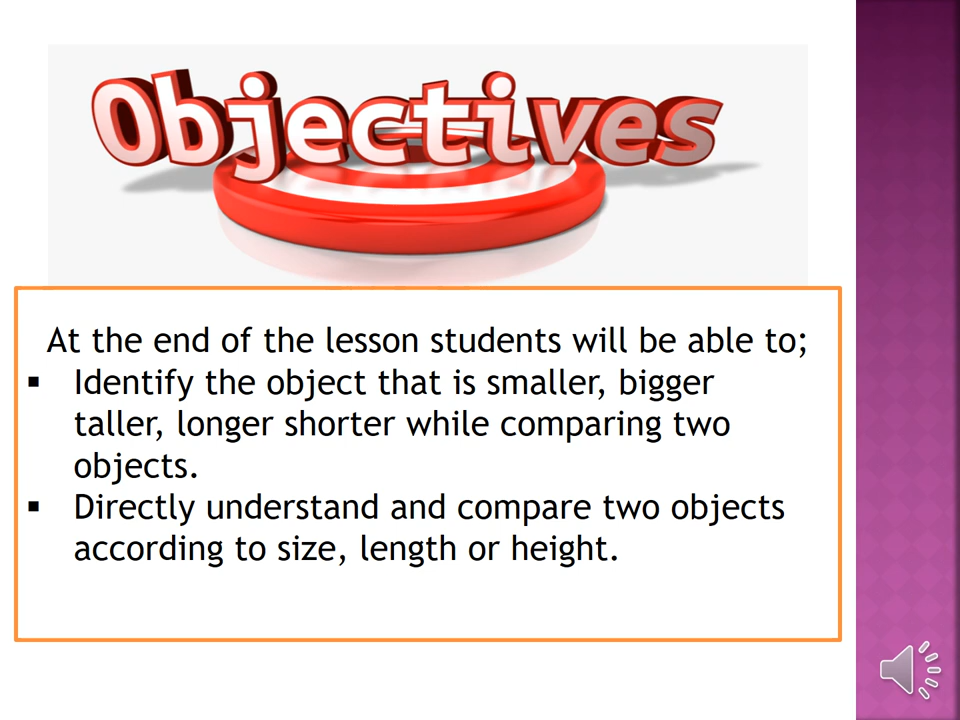 Objectives
At the end of the lesson students will be able to;
▪ Identify the object that is smaller, bigger
taller, longer shorter while comparing two
objects.
▪ Directly understand and compare two objects
according to size, length or height.